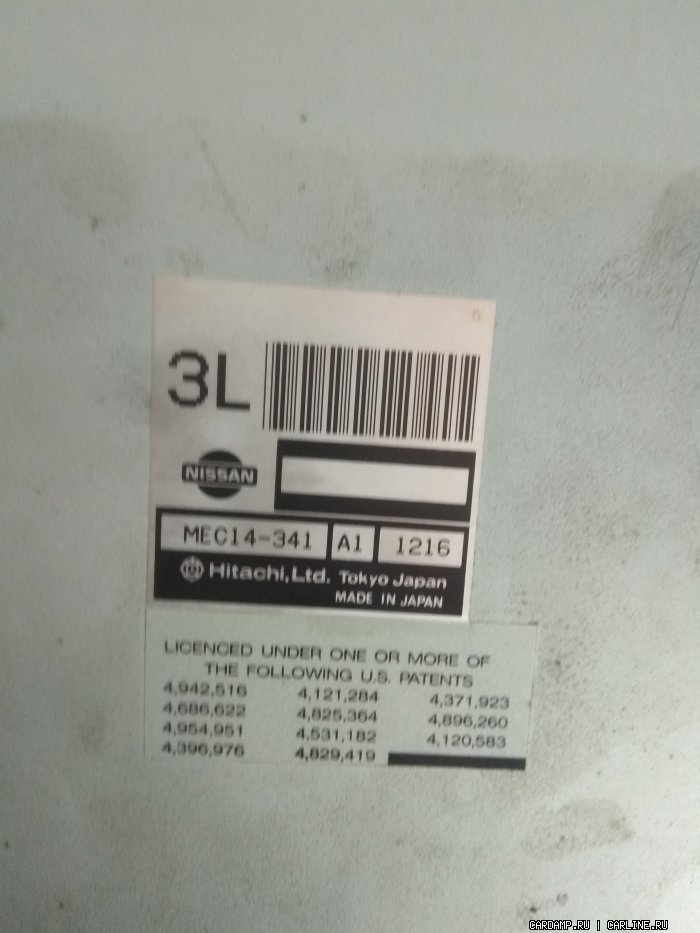 3L
NISSAN
MEC14-341 A1 1216
Hitachi,Ltd. Tokyo Japan
MADE IN JAPAN
LICENCED UNDER ONE OR MORE OF
THE FOLLOWING U.S. PATENTS
4,942,516 4,121,284 4,371,923
4,686,622 4,825,364 4,896,260
4,954,951 4,531,182 4,120,583
4,396,976 4,829,419
CARDAMP.RU | CARLINE.RU